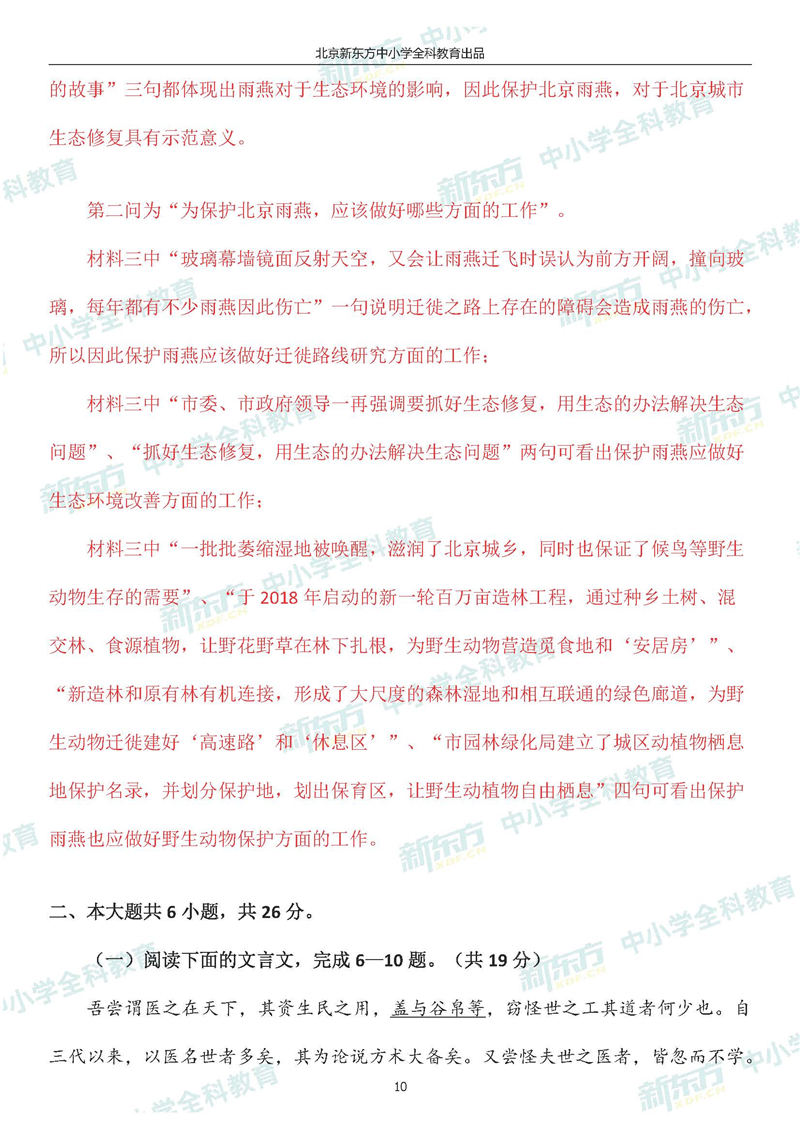 北京新东方中小学全科教育出品
的故事”三句都体现出雨燕对于生态环境的影响，因此保护北京雨燕，对于北京城市
生态修复具有示范意义。
第二问为“为保护北京雨燕，应该做好哪些方面的工作”。
材料三中“玻璃幕墙镜面反射天空，又会让雨燕迁飞时误认为前方开阔，撞向玻
璃，每年都有不少雨燕因此伤亡”一句说明迁徙之路上存在的障碍会造成雨燕的伤亡，
所以因此保护雨燕应该做好迁徙路线研究方面的工作；
材料三中“市委、市政府领导一再强调要抓好生态修复，用生态的办法解决生态
问题”、“抓好生态修复，用生态的办法解决生态问题”两句可看出保护雨燕应做好
生态环境改善方面的工作；
材料三中“一批批萎缩湿地被唤醒，滋润了北京城乡，同时也保证了候鸟等野生
动物生存的需要”、“于 2018 年启动的新一轮百万亩造林工程，通过种乡土树、混
交林、食源植物，让野花野草在林下扎根，为野生动物营造觅食地和‘安居房’”、
“新造林和原有林有机连接，形成了大尺度的森林湿地和相互联通的绿色廊道，为野
生动物迁徙建好‘高速路’和‘休息区’”、“市园林绿化局建立了城区动植物栖息
地保护名录，并划分保护地，划出保育区，让野生动植物自由栖息”四句可看出保护
雨燕也应做好野生动物保护方面的工作。
二、本大题共 6 小题，共 26 分。
（一）阅读下面的文言文，完成 6—10 题。（共 19 分）
吾尝谓医之在天下，其资生民之用，盖与谷帛等，窃怪世之工其道者何少也。自
三代以来，以医名世者多矣，其为论说方术大备矣。又尝怪夫世之医者，皆忽而不学。
10
新东方 XDF.CN 中小学全科教育